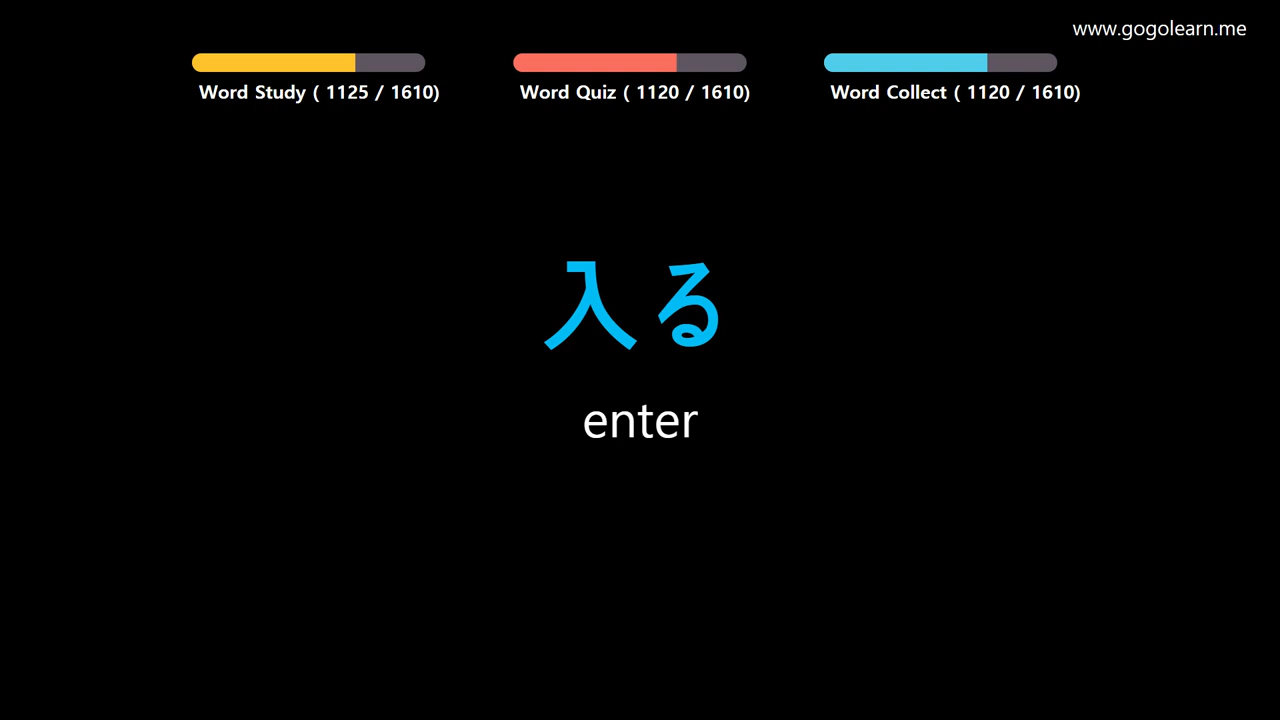 www.gogolearn.me
Word Study ( 1125 / 1610)
Word Quiz ( 1120 / 1610)
Word Collect ( 1120 / 1610)
入る
enter